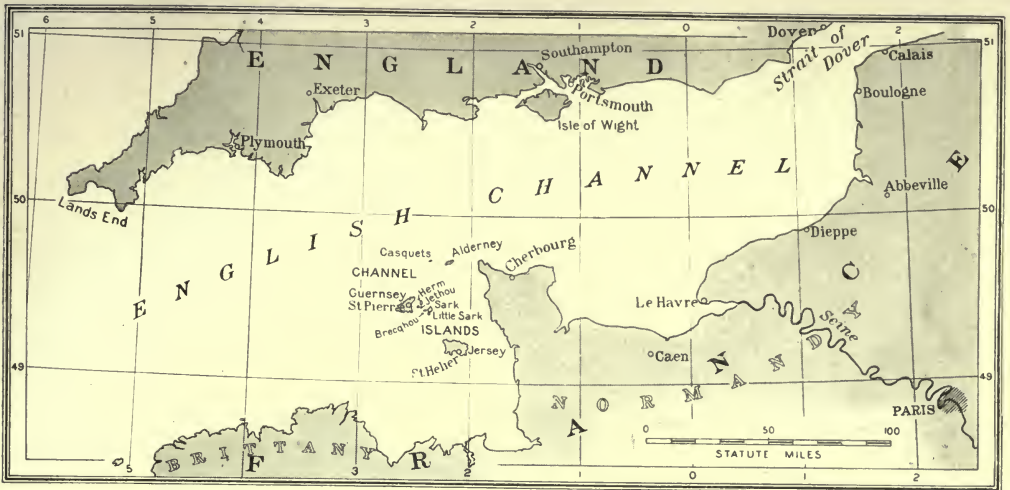 6 5 4 3 2 1 0 1 2
51 51
ENGLAND
Dover
Strait of
Dover
Calais
Southampton
Portsmouth
Isle of Wight
Exeter
Plymouth
Boulogne
Lands End
50 50
ENGLISH CHANNEL
Abbeville
Dieppe
Casquets
Alderney
Cherbourg
CHANNEL
Guernsey
Herm
Jethou
St Pierre
Sark
Little Sark
Brecqhou
ISLANDS
Jersey
St. Helier
Le Havre
Seine
Caen
49 49
NORMANDY
PARIS
BRITTANY
FRANCE
0 50 100
STATUTE MILES
5 3 2 0 1 2